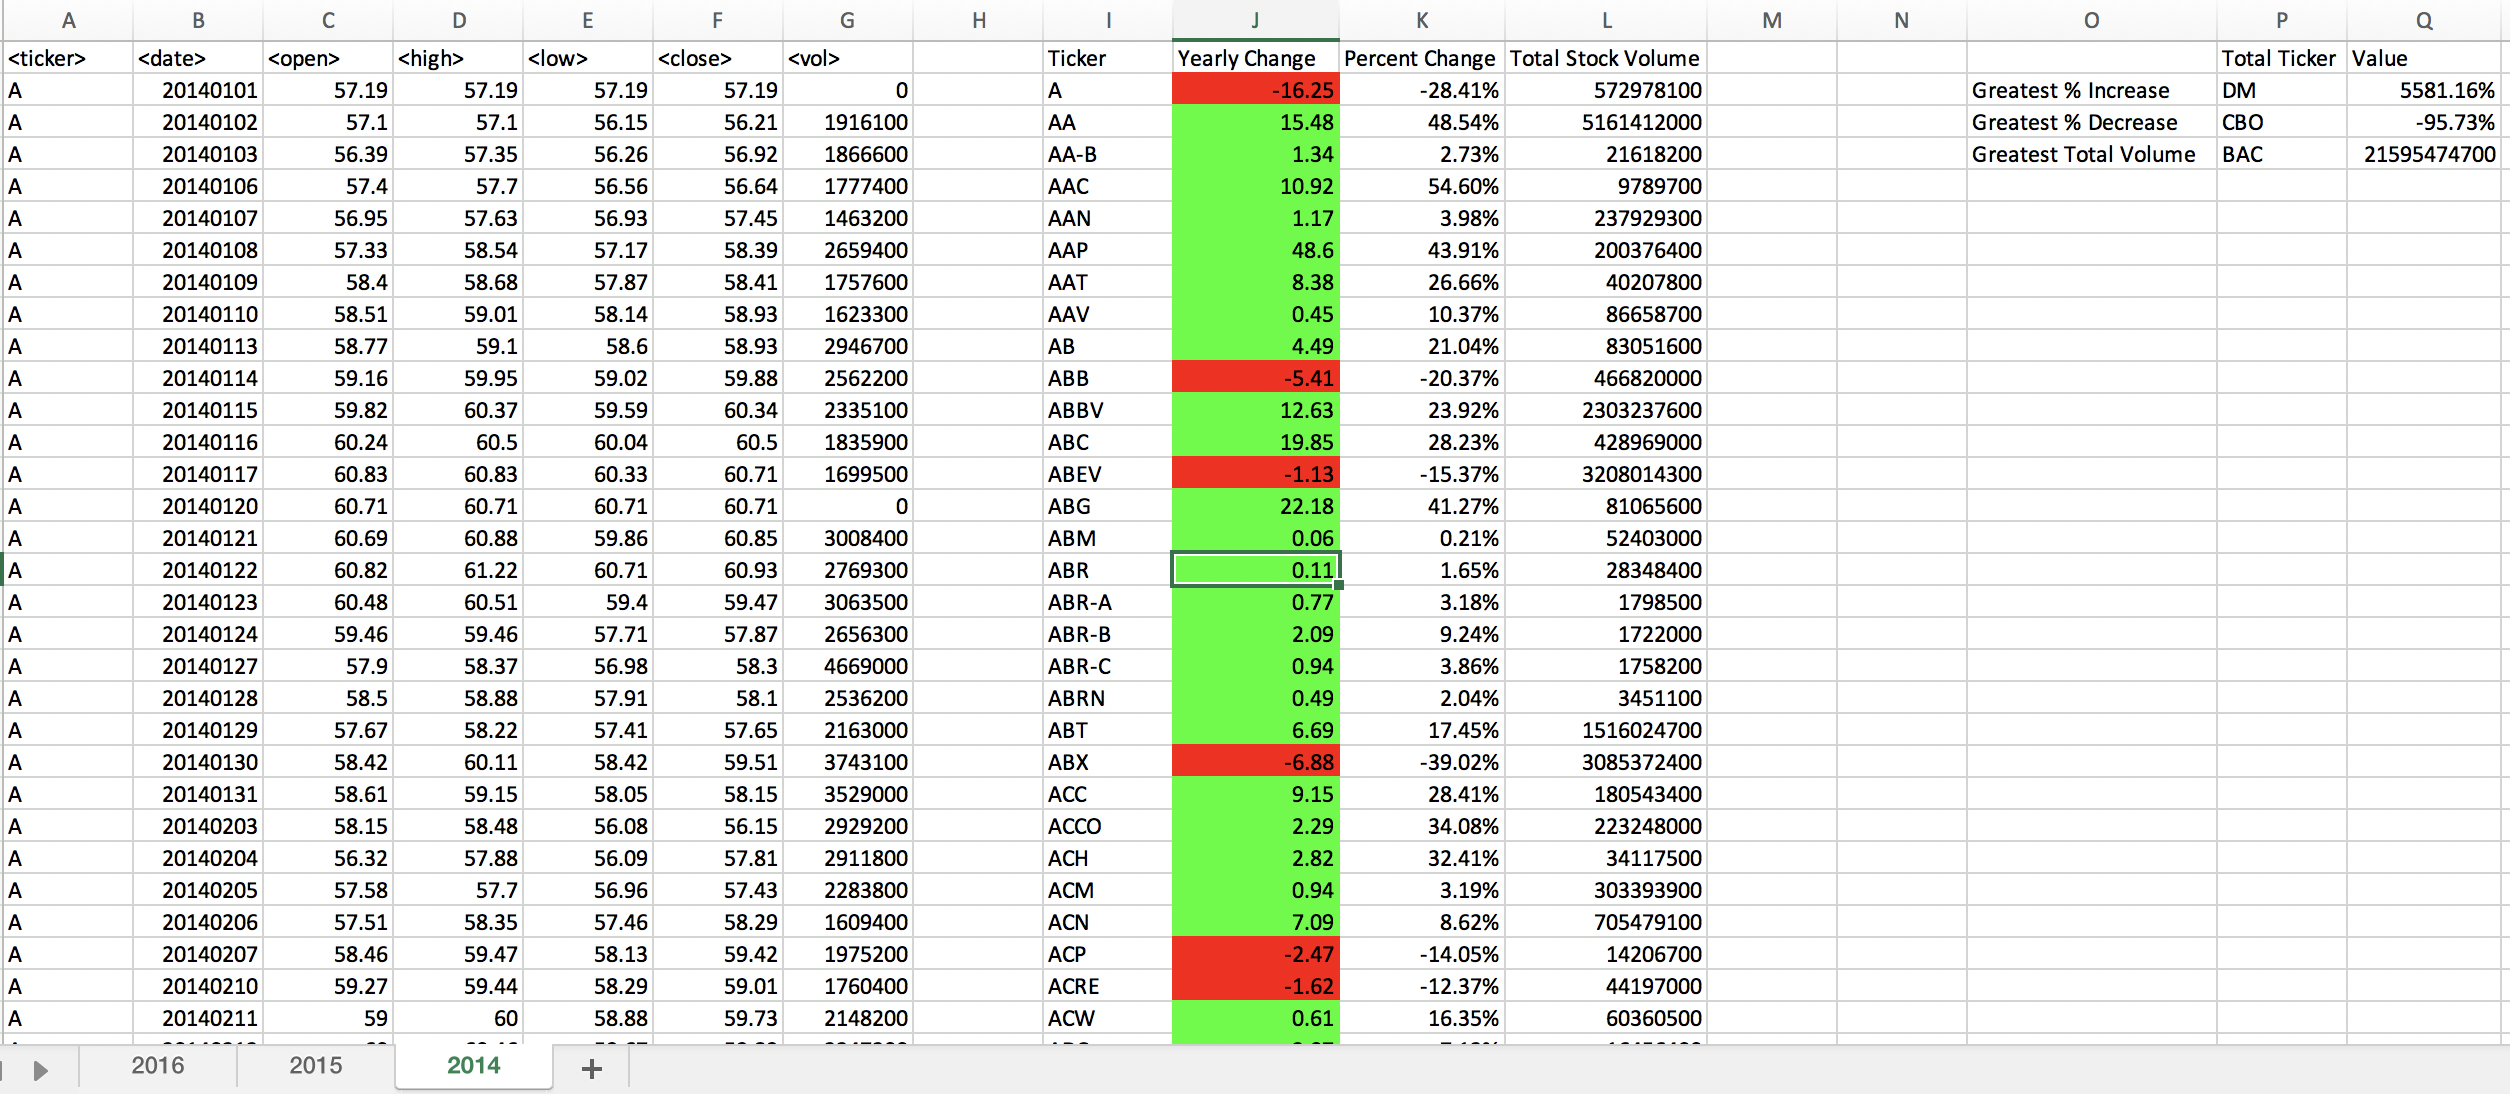 A B C D E F G H I J K L M N O P Q
<ticker> <date> <open> <high> <low> <close> <vol> Ticker Yearly Change Percent Change Total Stock Volume Total Ticker Value
A 20140101 57.19 57.19 57.19 57.19 0 A -16.25 -28.41% 572978100 Greatest % Increase DM 5581.16%
A 20140102 57.1 57.1 56.15 56.21 1916100 AA 15.48 48.54% 5161412000 Greatest % Decrease CBO -95.73%
A 20140103 56.39 57.35 56.26 56.92 1866600 AA-B 1.34 2.73% 21618200 Greatest Total Volume BAC 21595474700
A 20140106 57.4 57.7 56.56 56.64 1777400 AAC 10.92 54.60% 9789700
A 20140107 56.95 57.63 56.93 57.45 1463200 AAN 1.17 3.98% 237929300
A 20140108 57.33 58.54 57.17 58.39 2659400 AAP 48.6 43.91% 200376400
A 20140109 58.4 58.68 57.87 58.41 1757600 AAT 8.38 26.66% 40207800
A 20140110 58.51 59.01 58.14 58.93 1623300 AAV 0.45 10.37% 86658700
A 20140113 58.77 59.1 58.6 58.93 2946700 AB 4.49 21.04% 83051600
A 20140114 59.16 59.95 59.02 59.88 2562200 ABB -5.41 -20.37% 466820000
A 20140115 59.82 60.37 59.59 60.34 2335100 ABBV 12.63 23.92% 2303237600
A 20140116 60.24 60.5 60.04 60.5 1835900 ABC 19.85 28.23% 428969000
A 20140117 60.83 60.83 60.33 60.71 1699500 ABEV -1.13 -15.37% 3208014300
A 20140120 60.71 60.71 60.71 60.71 0 ABG 22.18 41.27% 81065600
A 20140121 60.69 60.88 59.86 60.85 3008400 ABM 0.06 0.21% 52403000
A 20140122 60.82 61.22 60.71 60.93 2769300 ABR 0.11 1.65% 28348400
A 20140123 60.48 60.51 59.4 59.47 3063500 ABR-A 0.77 3.18% 1798500
A 20140124 59.46 59.46 57.71 57.87 2656300 ABR-B 2.09 9.24% 1722000
A 20140127 57.9 58.37 56.98 58.3 4669000 ABR-C 0.94 3.86% 1758200
A 20140128 58.5 58.88 57.91 58.1 2536200 ABRN 0.49 2.04% 3451100
A 20140129 57.67 58.22 57.41 57.65 2163000 ABT 6.69 17.45% 1516024700
A 20140130 58.42 60.11 58.42 59.51 3743100 ABX -6.88 -39.02% 3085372400
A 20140131 58.61 59.15 58.05 58.15 3529000 ACC 9.15 28.41% 180543400
A 20140203 58.15 58.48 56.08 56.15 2929200 ACCO 2.29 34.08% 223248000
A 20140204 56.32 57.88 56.09 57.81 2911800 ACH 2.82 32.41% 34117500
A 20140205 57.58 57.7 56.96 57.43 2283800 ACM 0.94 3.19% 303393900
A 20140206 57.51 58.35 57.46 58.29 1609400 ACN 7.09 8.62% 705479100
A 20140207 58.46 59.47 58.13 59.42 1975200 ACP -2.47 -14.05% 14206700
A 20140210 59.27 59.44 58.29 59.01 1760400 ACRE -1.62 -12.37% 44197000
A 20140211 59 60 58.88 59.73 2148200 ACW 0.61 16.35% 60360500
2016 2015 2014 +